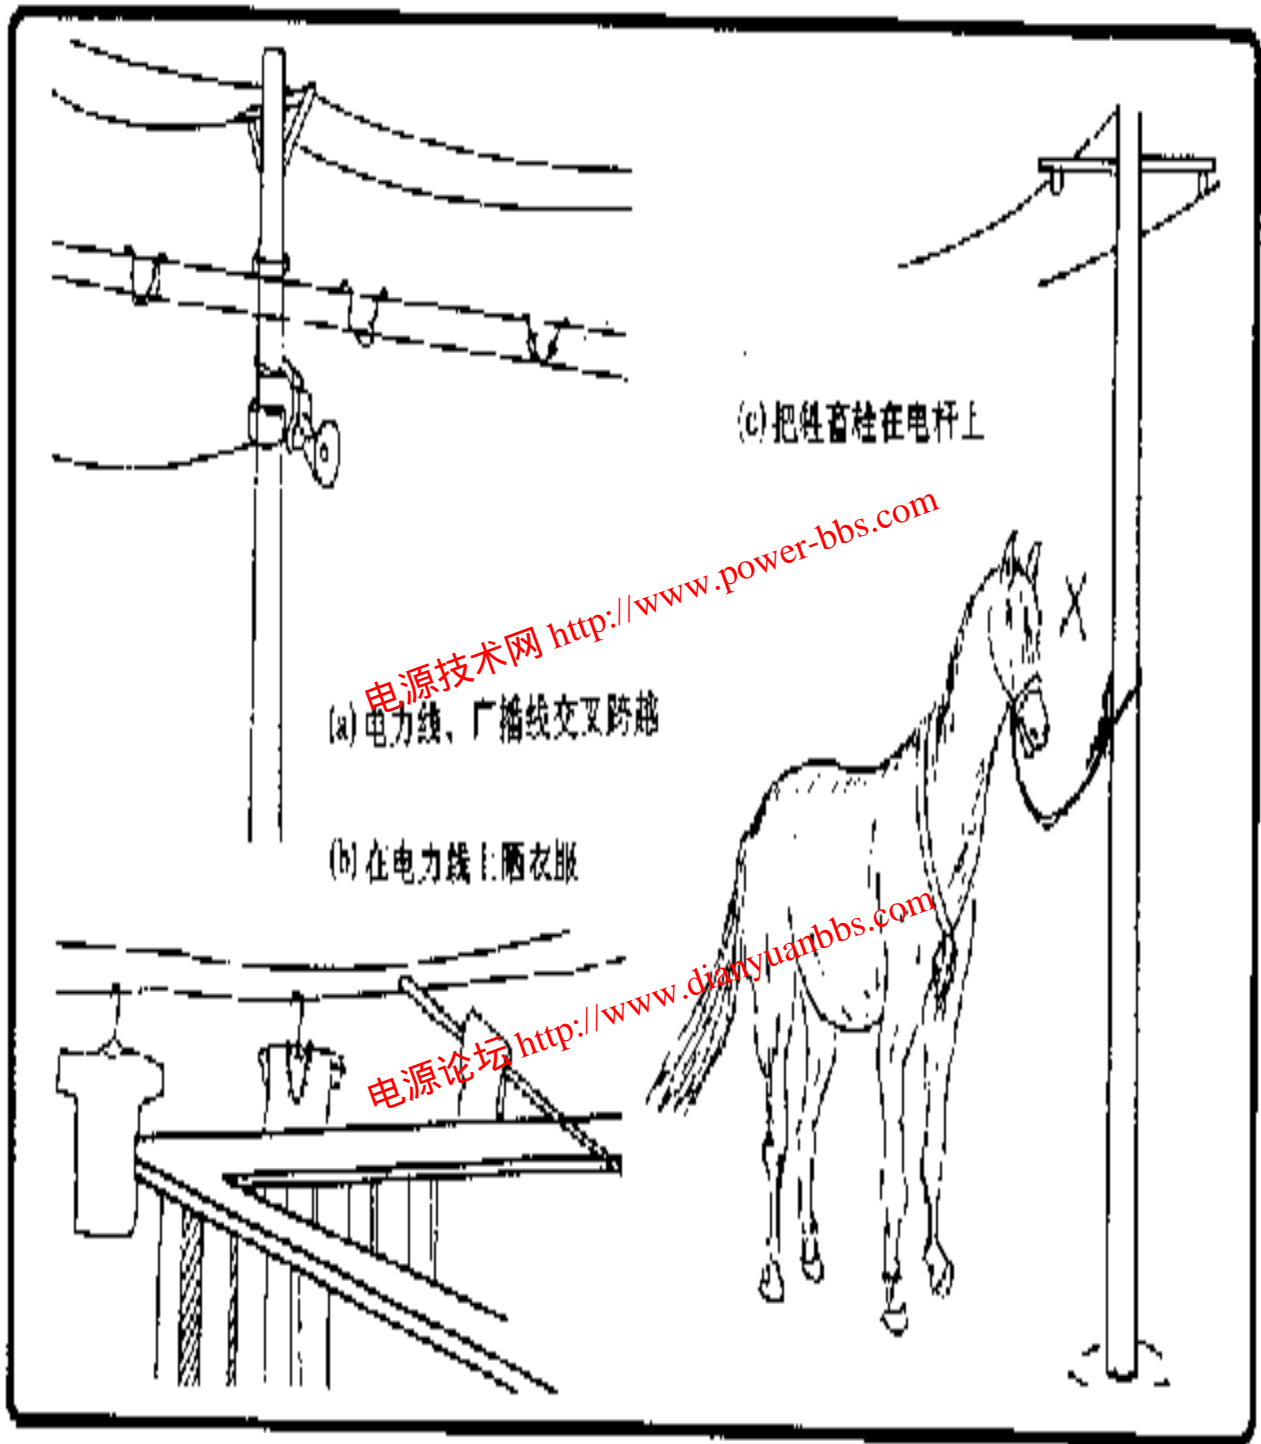 (c)把牲畜栓在电杆上
电源技术网 http://www.power-bbs.com
(a)电力线、广播线交叉跨越
(b)在电力线上晒衣服
电源论坛 http://www.dianyuanbbs.com
X